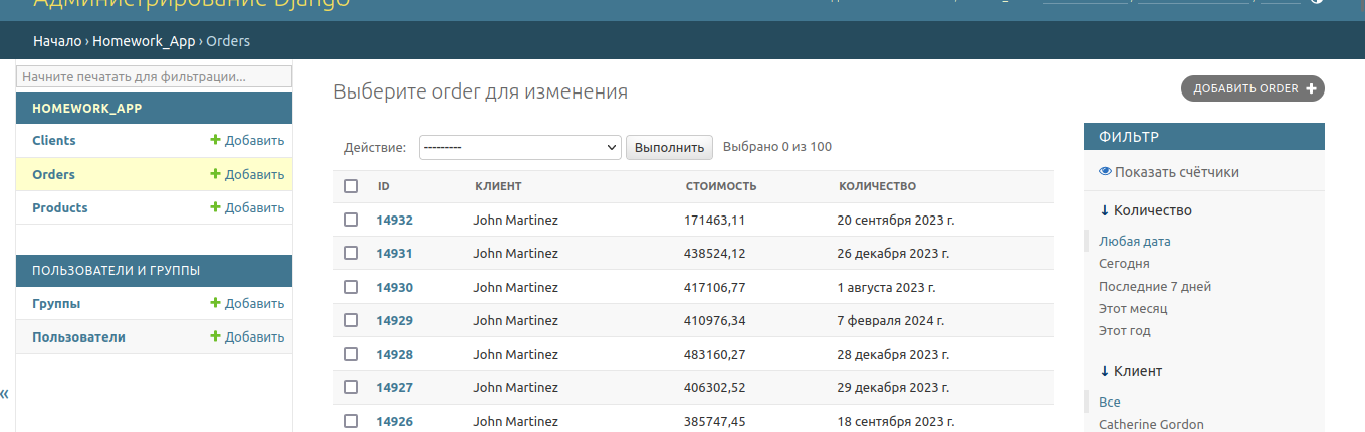 Администрирование Django
Начало › Homework_App › Orders
Начните печатать для фильтрации...
HOMEWORK_APP
Clients
Добавить
Orders
Добавить
Products
Добавить
ПОЛЬЗОВАТЕЛИ И ГРУППЫ
Группы
Добавить
Пользователи
Добавить
«
Выберите order для изменения
ДОБАВИТЬ ORDER
Действие: --------- Выполнить Выбрано 0 из 100
ID КЛИЕНТ СТОИМОСТЬ КОЛИЧЕСТВО
14932 John Martinez 171463,11 20 сентября 2023 г.
14931 John Martinez 438524,12 26 декабря 2023 г.
14930 John Martinez 417106,77 1 августа 2023 г.
14929 John Martinez 410976,34 7 февраля 2024 г.
14928 John Martinez 483160,27 28 декабря 2023 г.
14927 John Martinez 406302,52 29 декабря 2023 г.
14926 John Martinez 385747,45 18 сентября 2023 г.
ФИЛЬТР
Показать счётчики
↓ Количество
Любая дата
Сегодня
Последние 7 дней
Этот месяц
Этот год
↓ Клиент
Все
Catherine Gordon